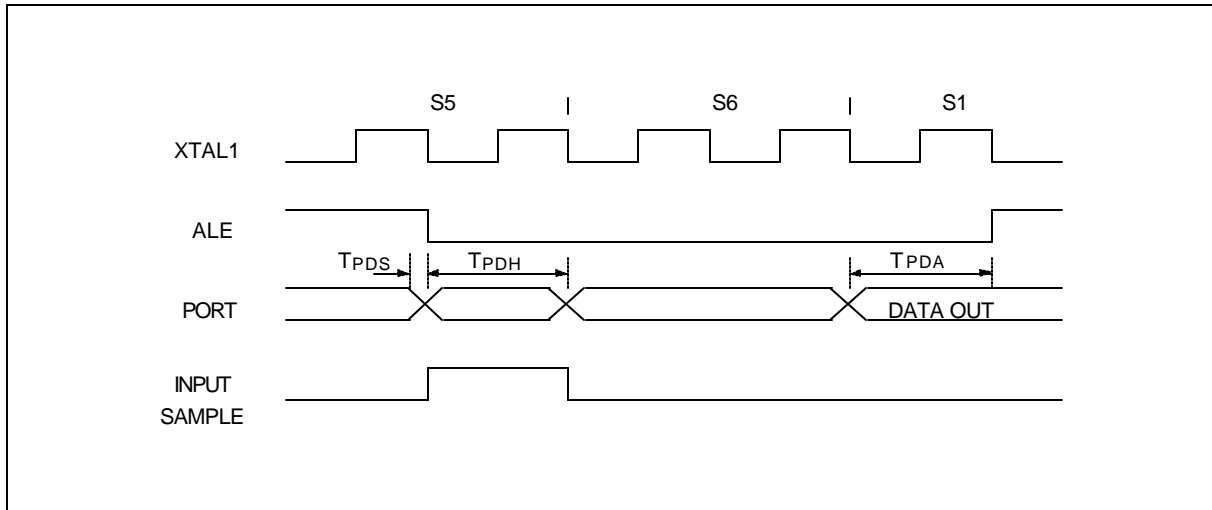 S5 | S6 | S1
XTAL1
ALE
TPDS TPDH TPDA
PORT DATA OUT
INPUT
SAMPLE